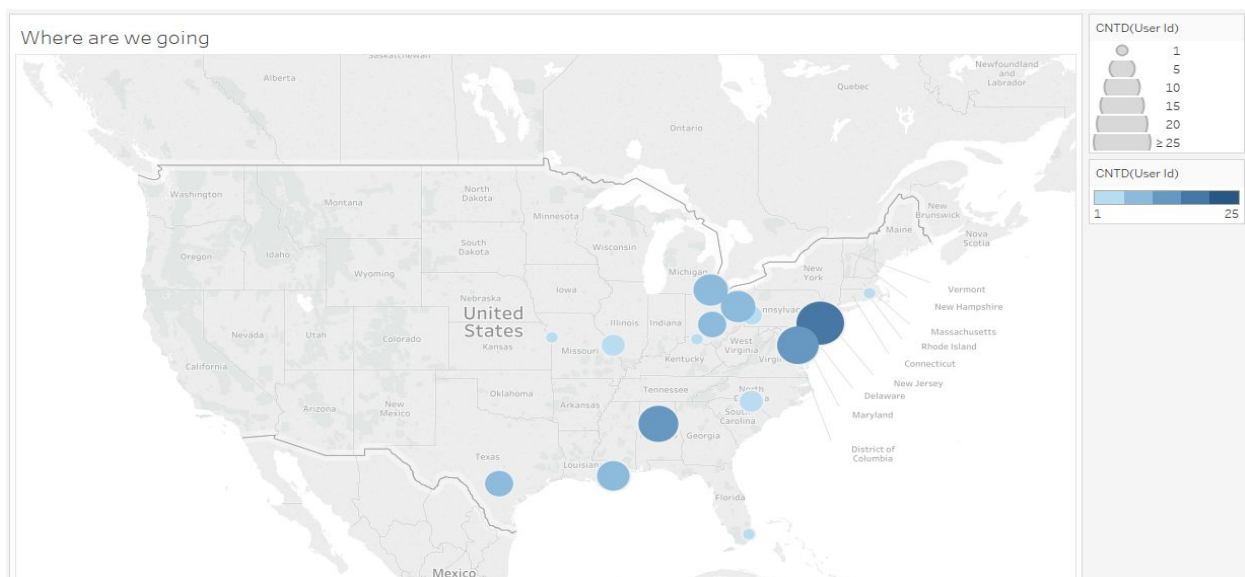 Where are we going
Saskatchewan
Alberta
Quebec
Newfoundland
and
Labrador
Ontario
Washington
Montana
North
Dakota
Minnesota
New
Brunswick
Maine
Nova
Scotia
Oregon
Idaho
South
Dakota
Wisconsin
Michigan
New
York
Wyoming
Iowa
Nebraska
Vermont
New Hampshire
Massachusetts
Rhode Island
Connecticut
New Jersey
Delaware
Maryland
District of
Columbia
United
States
Nevada
Utah
Colorado
Kansas
Illinois
Indiana
Missouri
West
Virginia
Kentucky
California
Tennessee
Oklahoma
Arkansas
Arizona
New
Mexico
North
South
Carolina
Georgia
Texas
Florida
Mexico
CNTD(User Id)
1
5
10
15
20
≥ 25
CNTD(User Id)
1 25